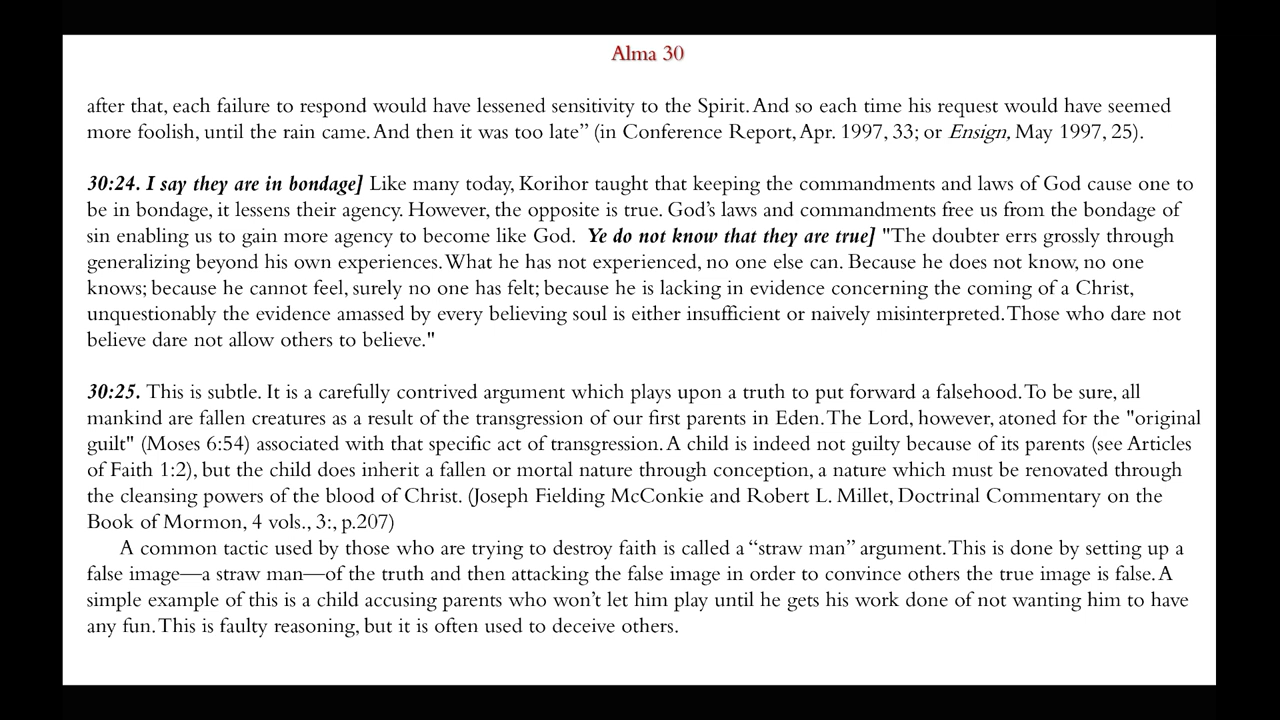 Alma 30
after that, each failure to respond would have lessened sensitivity to the Spirit. And so each time his request would have seemed
more foolish, until the rain came. And then it was too late” (in Conference Report, Apr. 1997, 33; or Ensign, May 1997, 25).
30:24. I say they are in bondage] Like many today, Korihor taught that keeping the commandments and laws of God cause one to
be in bondage, it lessens their agency. However, the opposite is true. God’s laws and commandments free us from the bondage of
sin enabling us to gain more agency to become like God. Ye do not know that they are true] "The doubter errs grossly through
generalizing beyond his own experiences. What he has not experienced, no one else can. Because he does not know, no one
knows; because he cannot feel, surely no one has felt; because he is lacking in evidence concerning the coming of a Christ,
unquestionably the evidence amassed by every believing soul is either insufficient or naively misinterpreted. Those who dare not
believe dare not allow others to believe."
30:25. This is subtle. It is a carefully contrived argument which plays upon a truth to put forward a falsehood. To be sure, all
mankind are fallen creatures as a result of the transgression of our first parents in Eden. The Lord, however, atoned for the "original
guilt" (Moses 6:54) associated with that specific act of transgression. A child is indeed not guilty because of its parents (see Articles
of Faith 1:2), but the child does inherit a fallen or mortal nature through conception, a nature which must be renovated through
the cleansing powers of the blood of Christ. (Joseph Fielding McConkie and Robert L. Millet, Doctrinal Commentary on the
Book of Mormon, 4 vols., 3:, p.207)
A common tactic used by those who are trying to destroy faith is called a “straw man” argument. This is done by setting up a
false image—a straw man—of the truth and then attacking the false image in order to convince others the true image is false. A
simple example of this is a child accusing parents who won’t let him play until he gets his work done of not wanting him to have
any fun. This is faulty reasoning, but it is often used to deceive others.